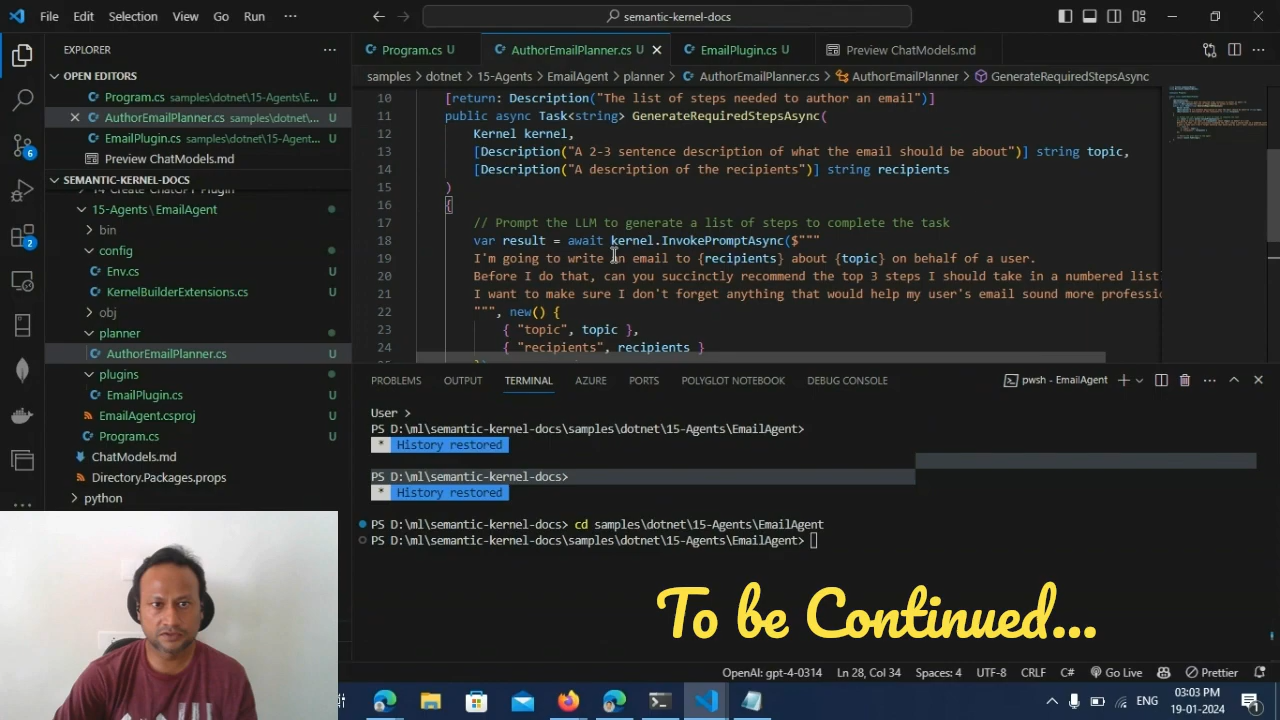 File Edit Selection View Go Run ··· semantic-kernel-docs
EXPLORER ···
Program.cs U AuthorEmailPlanner.cs U EmailPlugin.cs U Preview ChatModels.md ···
OPEN EDITORS
samples > dotnet > 15-Agents > EmailAgent > planner > AuthorEmailPlanner.cs > AuthorEmailPlanner > GenerateRequiredStepsAsync
Program.cs samples\dotnet\15-Agents\E... U
AuthorEmailPlanner.cs samples\dotnet\... U
EmailPlugin.cs samples\dotnet\15-Agent... U
Preview ChatModels.md
SEMANTIC-KERNEL-DOCS
14-Create ChatGPT Plugin
15-Agents \ EmailAgent
bin
config
Env.cs U
KernelBuilderExtensions.cs U
obj
planner
AuthorEmailPlanner.cs U
plugins
EmailPlugin.cs U
EmailAgent.csproj U
Program.cs U
ChatModels.md
Directory.Packages.props
python
···
6
2
10 [return: Description("The list of steps needed to author an email")]
11 public async Task<string> GenerateRequiredStepsAsync(
12 Kernel kernel,
13 [Description("A 2-3 sentence description of what the email should be about")] string topic,
14 [Description("A description of the recipients")] string recipients
15 )
16 {
17 // Prompt the LLM to generate a list of steps to complete the task
18 var result = await kernel.InvokePromptAsync($"""
19 I'm going to write an email to {recipients} about {topic} on behalf of a user.
20 Before I do that, can you succinctly recommend the top 3 steps I should take in a numbered list
21 I want to make sure I don't forget anything that would help my user's email sound more professi
22 """, new() {
23 { "topic", topic },
24 { "recipients", recipients }
PROBLEMS OUTPUT TERMINAL AZURE PORTS POLYGLOT NOTEBOOK DEBUG CONSOLE pwsh - EmailAgent ···
User >
PS D:\ml\semantic-kernel-docs\samples\dotnet\15-Agents\EmailAgent>
* History restored
PS D:\ml\semantic-kernel-docs>
* History restored
PS D:\ml\semantic-kernel-docs> cd samples\dotnet\15-Agents\EmailAgent
PS D:\ml\semantic-kernel-docs\samples\dotnet\15-Agents\EmailAgent>
To be Continued...
OpenAI: gpt-4-0314 Ln 28, Col 34 Spaces: 4 UTF-8 CRLF C# Go Live Prettier
ENG 03:03 PM
19-01-2024 1